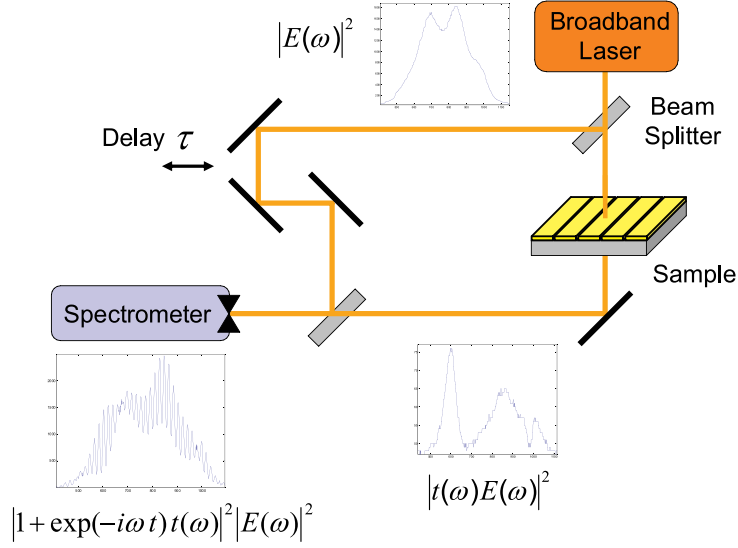 |E(ω)|²
Broadband
Laser
Beam
Splitter
Delay τ
Sample
Spectrometer
|t(ω)E(ω)|²
|1 + exp(−iω t) t(ω)|²|E(ω)|²